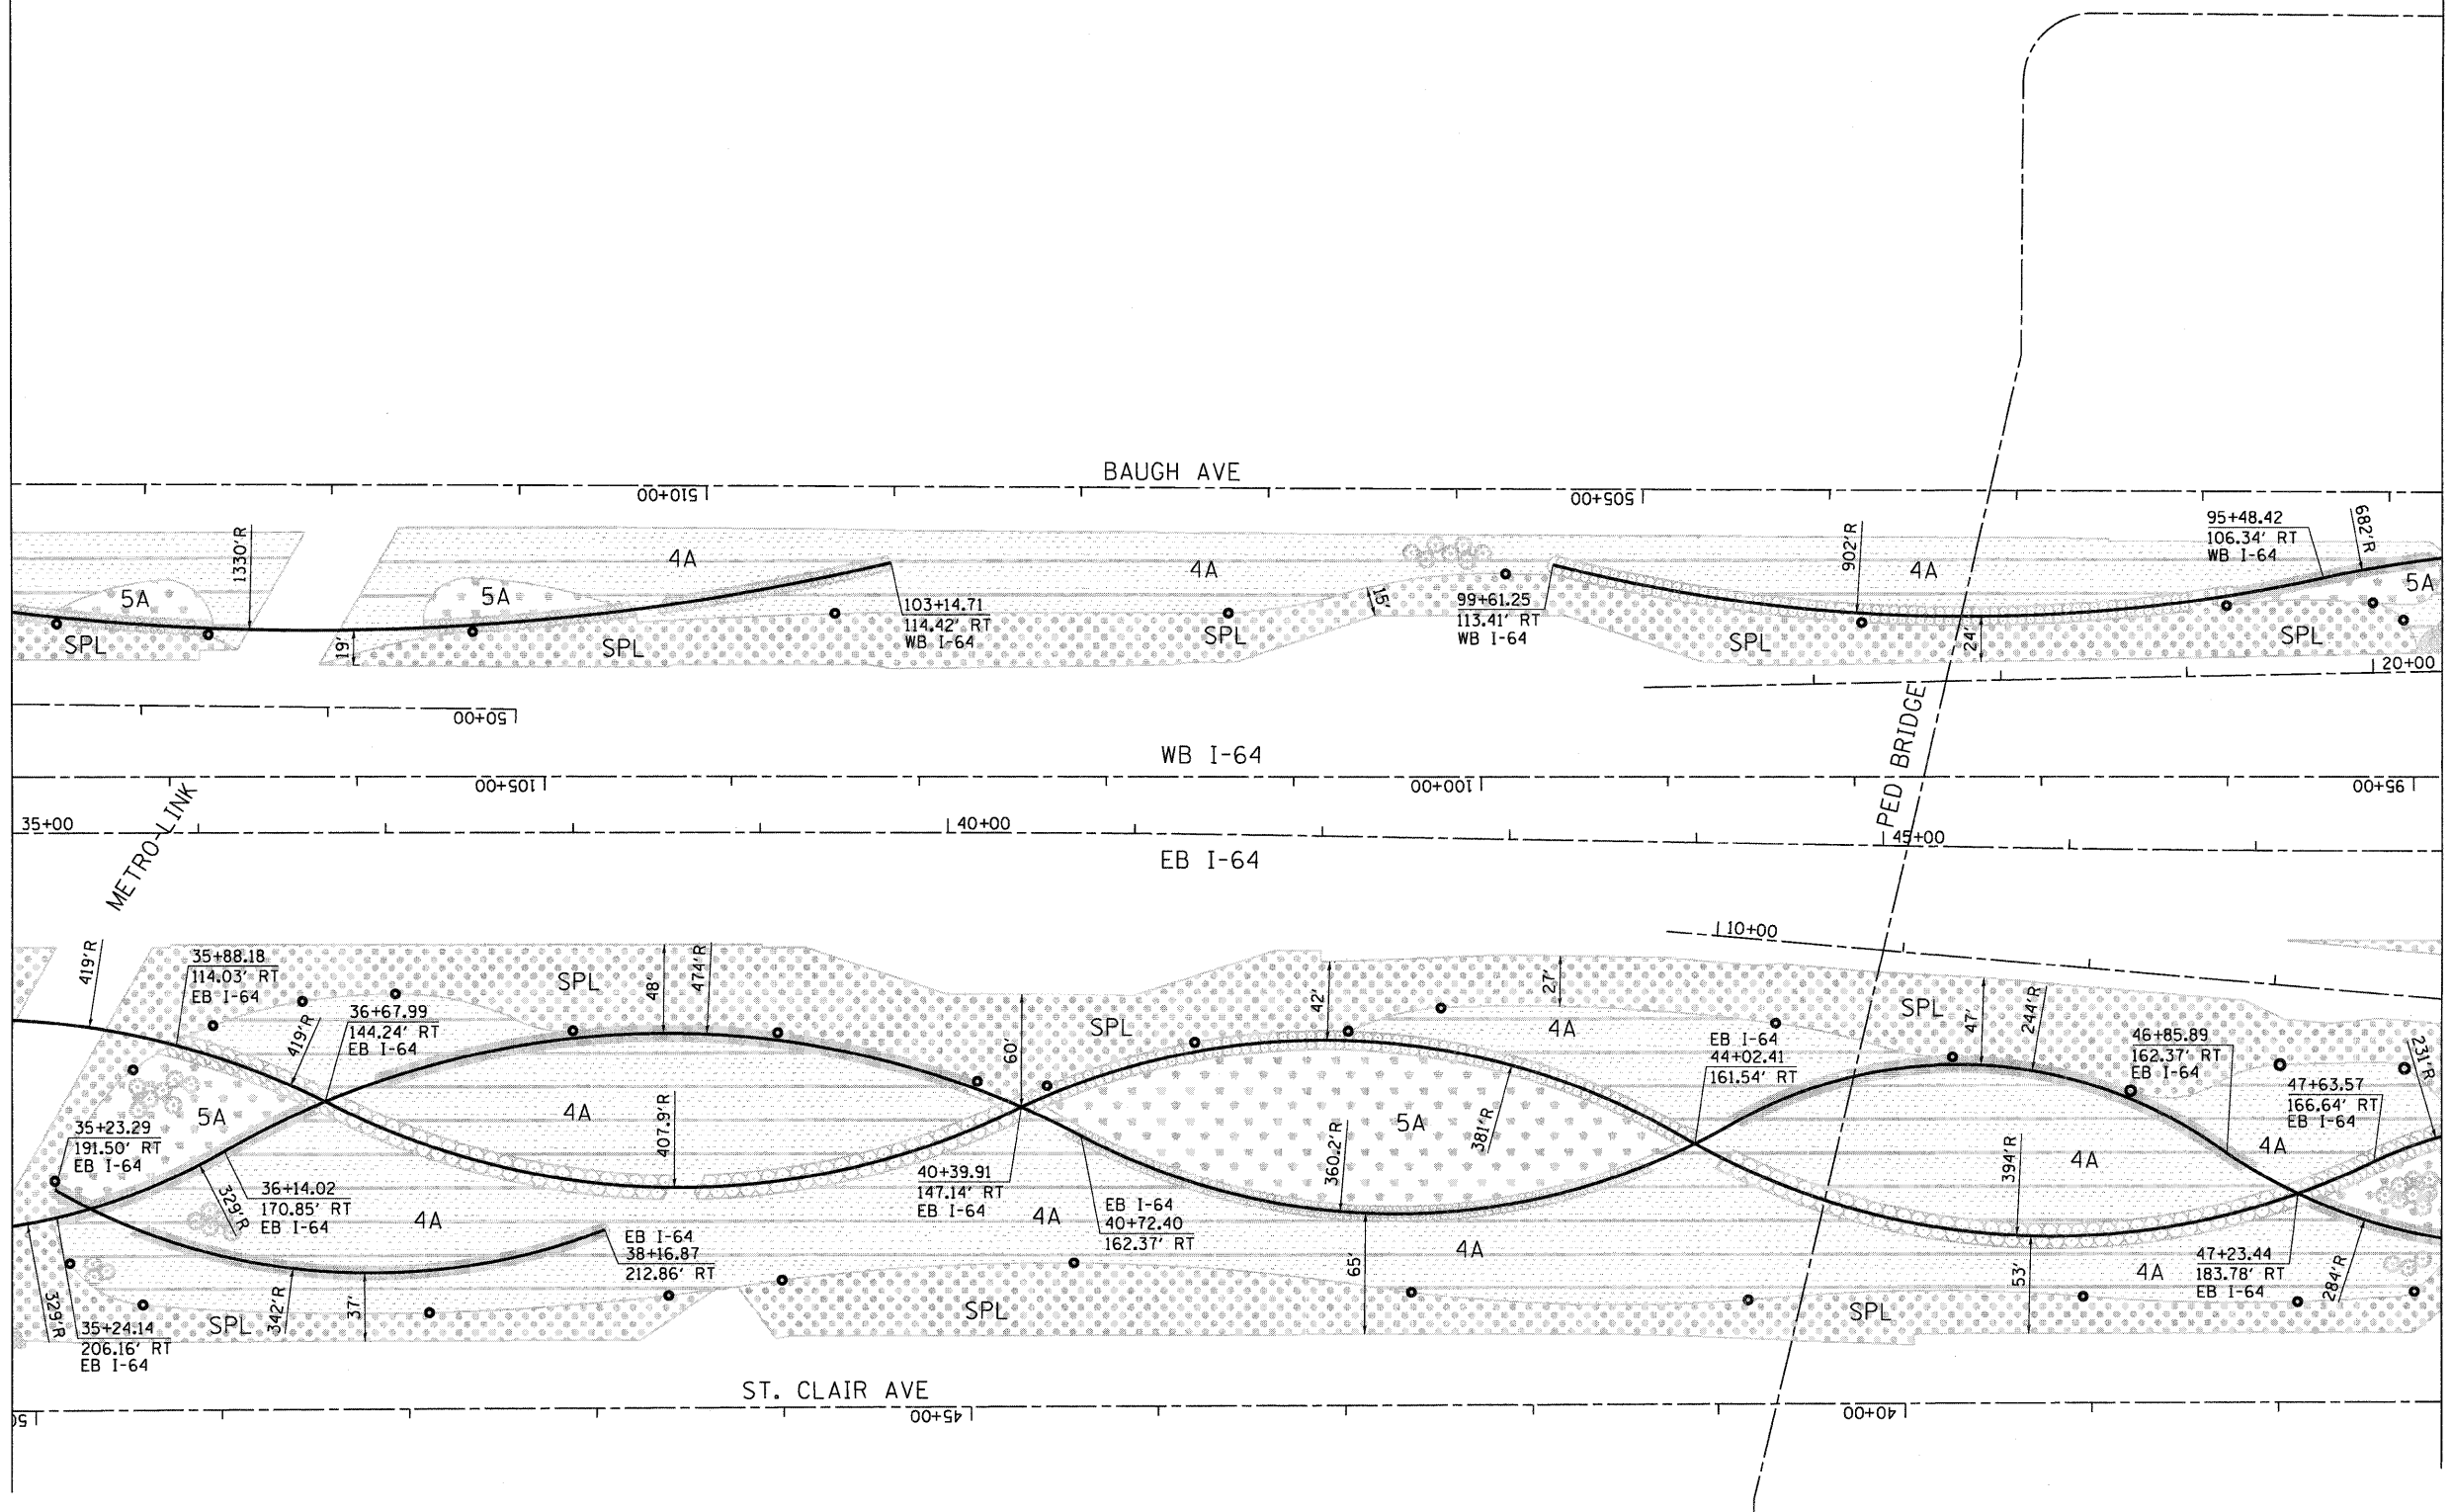 BAUGH AVE
510+00
505+00
1330'R
4A
4A
902'R
4A
95+48.42
106.34' RT
WB I-64
682'R
5A
5A
5A
103+14.71
114.42' RT
WB I-64
15'
99+61.25
113.41' RT
WB I-64
SPL
19'
SPL
SPL
SPL
24'
SPL
20+00
50+00
PED BRIDGE
WB I-64
105+00
100+00
95+00
METRO-LINK
35+00
40+00
45+00
EB I-64
10+00
419'R
35+88.18
114.03' RT
EB I-64
SPL
48'
474'R
42'
27'
SPL
47'
244'R
419'R
36+67.99
144.24' RT
EB I-64
60'
SPL
4A
EB I-64
44+02.41
161.54' RT
46+85.89
162.37' RT
EB I-64
231'R
47+63.57
166.64' RT
EB I-64
5A
4A
407.9'R
5A
381'R
360.2'R
4A
4A
394'R
35+23.29
191.50' RT
EB I-64
36+14.02
170.85' RT
EB I-64
329'R
4A
40+39.91
147.14' RT
EB I-64
4A
EB I-64
40+72.40
162.37' RT
EB I-64
38+16.87
212.86' RT
4A
65'
53'
4A
47+23.44
183.78' RT
EB I-64
284'R
329'R
35+24.14
206.16' RT
EB I-64
SPL
342'R
37'
SPL
SPL
ST. CLAIR AVE
45+00
40+00